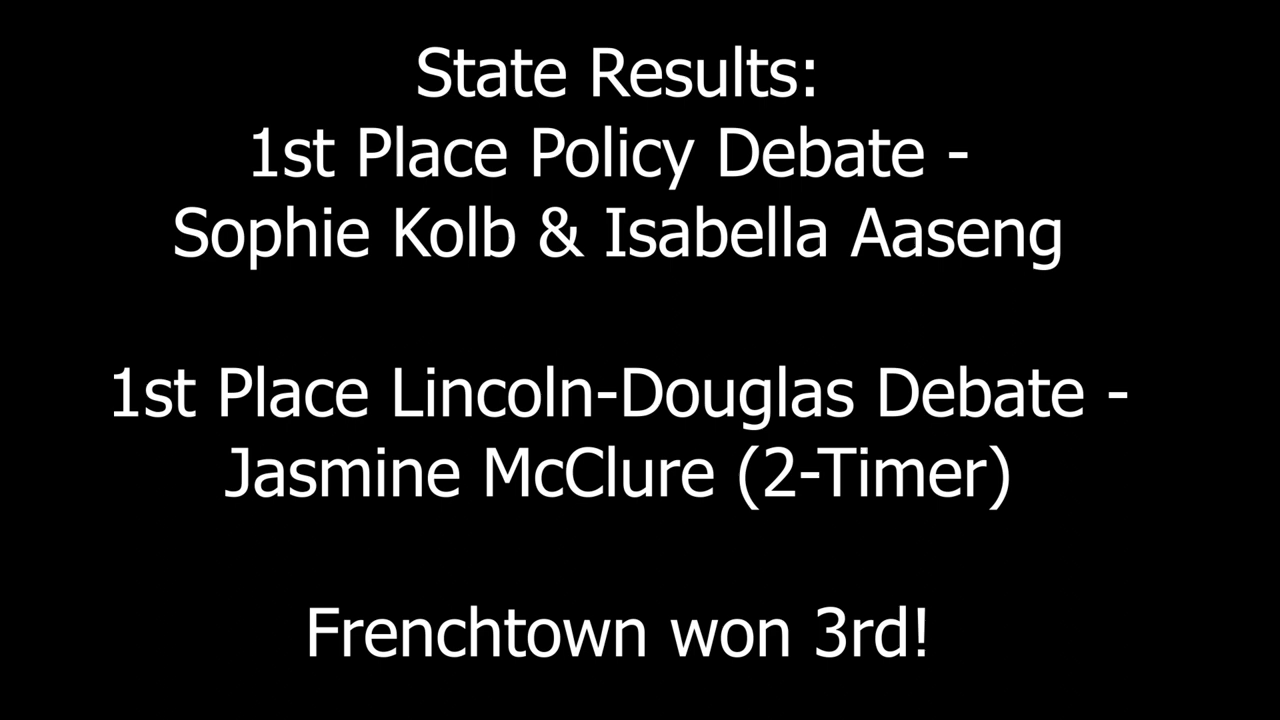 State Results:
1st Place Policy Debate -
Sophie Kolb & Isabella Aaseng
1st Place Lincoln-Douglas Debate -
Jasmine McClure (2-Timer)
Frenchtown won 3rd!